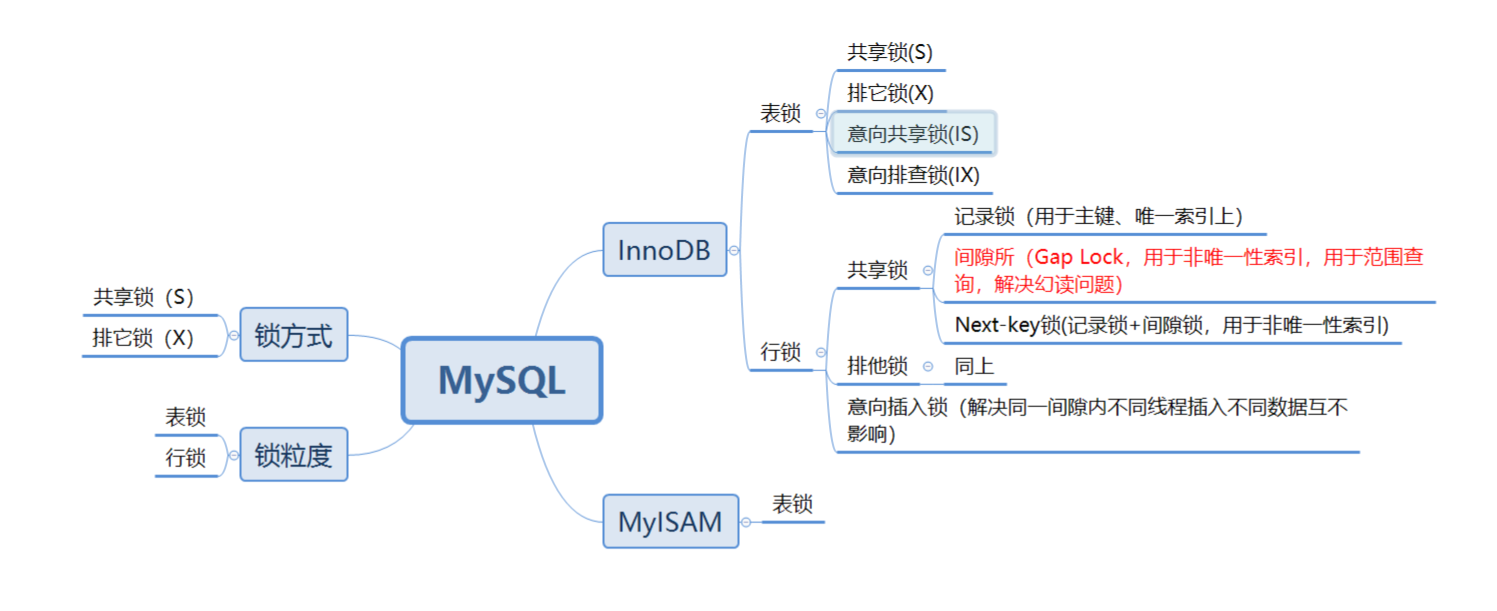 共享锁(S)
排它锁(X)
表锁
意向共享锁(IS)
意向排查锁(IX)
InnoDB
记录锁（用于主键、唯一索引上）
间隙所（Gap Lock，用于非唯一性索引，用于范围查
询，解决幻读问题）
共享锁
Next-key锁(记录锁+间隙锁，用于非唯一性索引)
行锁
排他锁
同上
意向插入锁（解决同一间隙内不同线程插入不同数据互不
影响）
共享锁（S）
排它锁（X）
锁方式
MySQL
表锁
行锁
锁粒度
MyISAM
表锁